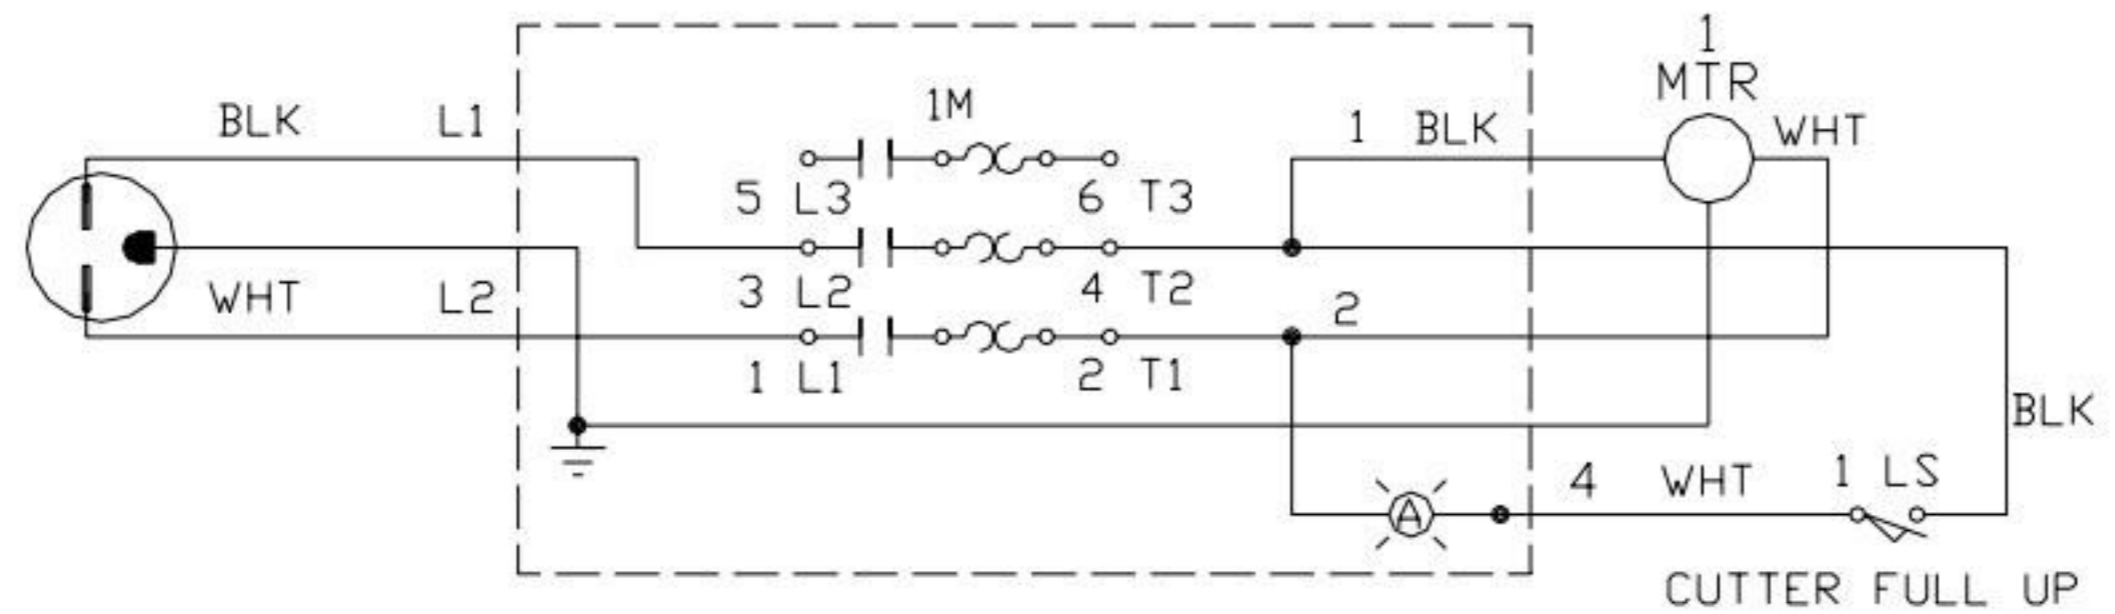 1
MTR
BLK L1
1M
1 BLK
WHT
5 L3
6 T3
WHT L2
3 L2
4 T2
2
1 L1
2 T1
BLK
4 WHT
1 LS
A
CUTTER FULL UP